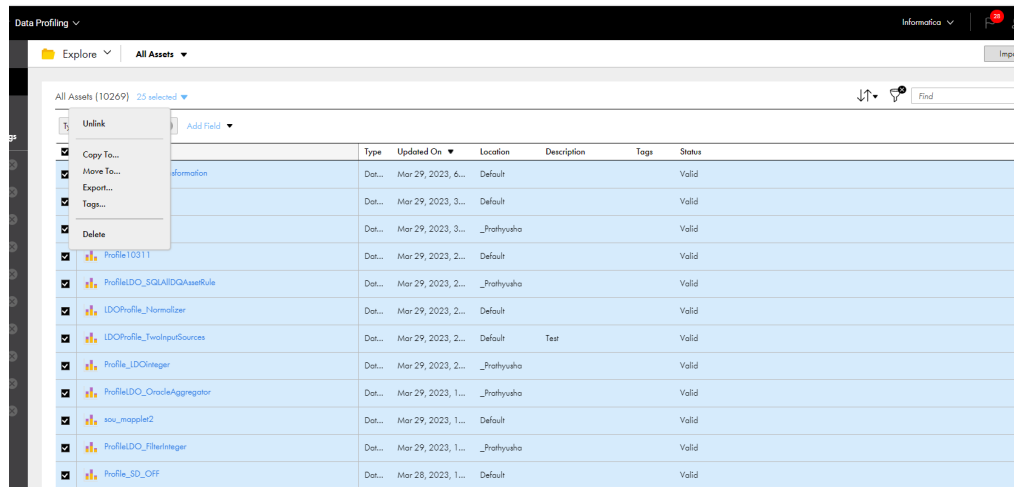 Data Profiling
Informatica
28
Explore All Assets
Impo
All Assets (10269) 25 selected
Find
Ty
Add Field
gs
Unlink
Copy To...
Move To...
Export...
Tags...
Delete
Type Updated On Location Description Tags Status
sformation Dat... Mar 29, 2023, 6... Default Valid
Dat... Mar 29, 2023, 3... Default Valid
Dat... Mar 29, 2023, 3... _Prathyusha Valid
Profile10311 Dat... Mar 29, 2023, 2... Default Valid
ProfileLDO_SQLAllDQAssetRule Dat... Mar 29, 2023, 2... _Prathyusha Valid
LDOProfile_Normalizer Dat... Mar 29, 2023, 2... Default Valid
LDOProfile_TwoInputSources Dat... Mar 29, 2023, 2... Default Test Valid
Profile_LDOinteger Dat... Mar 29, 2023, 2... _Prathyusha Valid
ProfileLDO_OracleAggregator Dat... Mar 29, 2023, 1... _Prathyusha Valid
sou_mapplet2 Dat... Mar 29, 2023, 1... Default Valid
ProfileLDO_FilterInteger Dat... Mar 29, 2023, 1... _Prathyusha Valid
Profile_SD_OFF Dat... Mar 28, 2023, 1... Default Valid